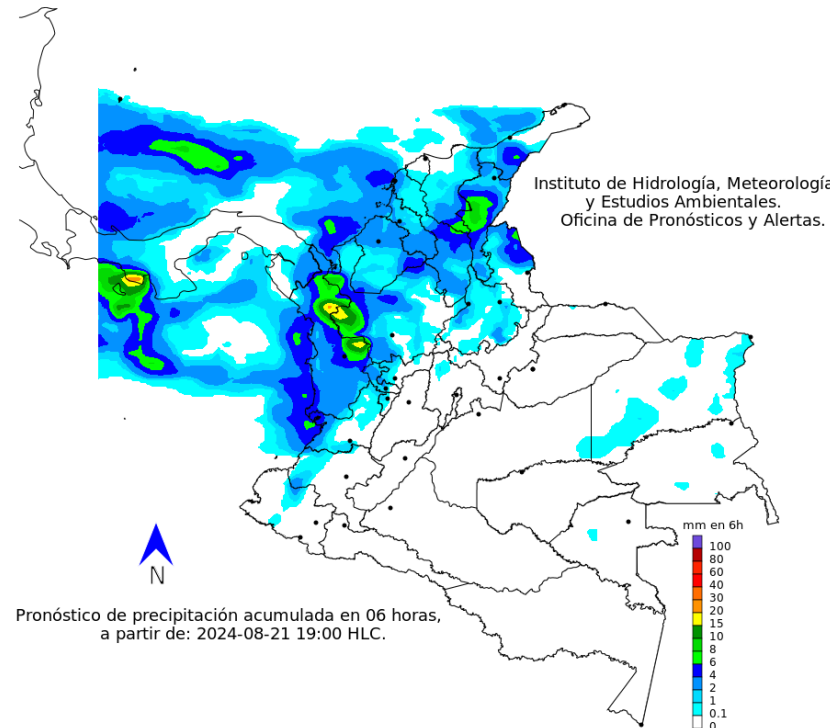 Instituto de Hidrología, Meteorología
y Estudios Ambientales.
Oficina de Pronósticos y Alertas.
N
mm en 6h
100
80
60
40
30
20
15
10
8
6
4
2
1
0.1
0
Pronóstico de precipitación acumulada en 06 horas,
a partir de: 2024-08-21 19:00 HLC.